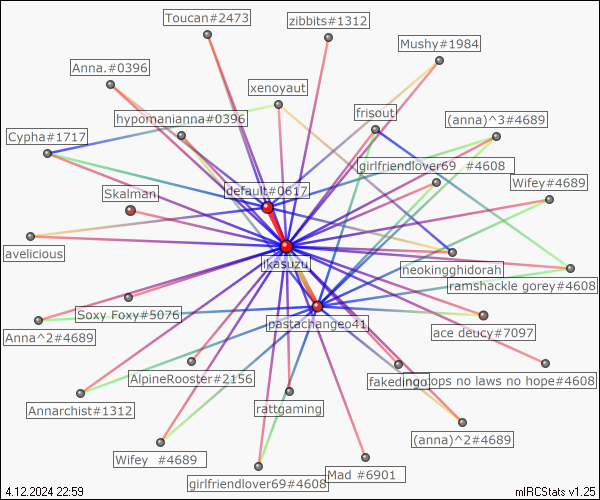 Toucan#2473
zibbits#1312
Mushy#1984
Anna.#0396
xenoyaut
hypomanianna#0396
frisout
(anna)^3#4689
Cypha#1717
girlfriendlover69_ #4608
default#0617
Wifey#4689
Skalman
avelicious
ikasuzu
neokingghidorah
ramshackle gorey#4608
Soxy Foxy#5076
pastachangeo41
Anna^2#4689
ace deucy#7097
AlpineRooster#2156
fakedingo
ops no laws no hope#4608
Annarchist#1312
rattgaming
(anna)^2#4689
Wifey_ #4689
Mad #6901
girlfriendlover69#4608
4.12.2024 22:59
mIRCStats v1.25